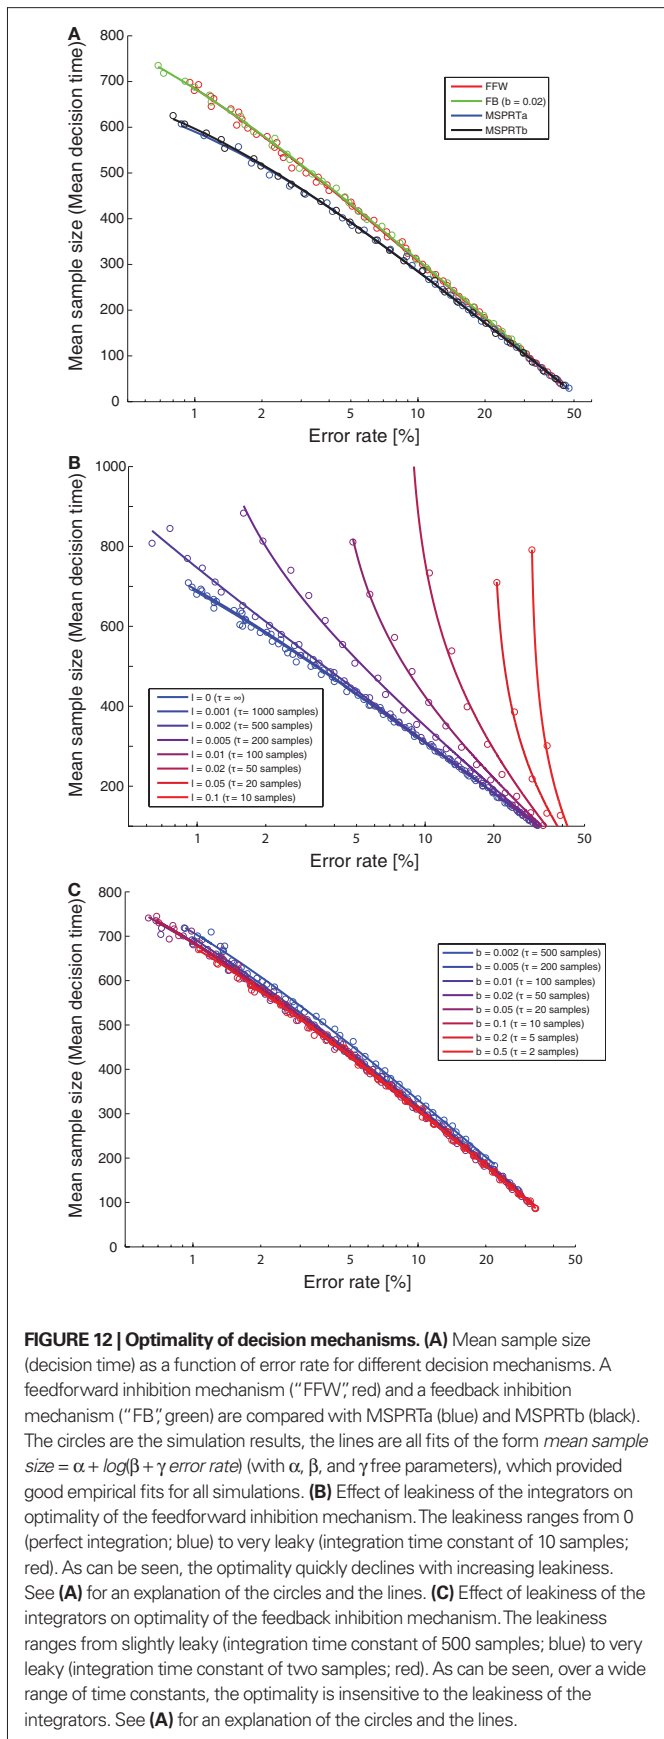 A
800
700
600
500
400
300
200
100
0
Mean sample size (Mean decision time)
FFW
FB (b = 0.02)
MSPRTa
MSPRTb
1
2
5
10
20
50
Error rate [%]
B
1000
800
600
400
200
Mean sample size (Mean decision time)
l = 0 (τ = ∞)
l = 0.001 (τ= 1000 samples)
l = 0.002 (τ= 500 samples)
l = 0.005 (τ= 200 samples)
l = 0.01 (τ= 100 samples)
l = 0.02 (τ= 50 samples)
l = 0.05 (τ= 20 samples)
l = 0.1 (τ= 10 samples)
1
2
5
10
20
50
Error rate [%]
C
800
700
600
500
400
300
200
100
0
Mean sample size (Mean decision time)
b = 0.002 (τ = 500 samples)
b = 0.005 (τ = 200 samples)
b = 0.01 (τ = 100 samples)
b = 0.02 (τ = 50 samples)
b = 0.05 (τ = 20 samples)
b = 0.1 (τ = 10 samples)
b = 0.2 (τ = 5 samples)
b = 0.5 (τ = 2 samples)
1
2
5
10
20
50
Error rate [%]
FIGURE 12 | Optimality of decision mechanisms. (A) Mean sample size
(decision time) as a function of error rate for different decision mechanisms. A
feedforward inhibition mechanism (“FFW”, red) and a feedback inhibition
mechanism (“FB”, green) are compared with MSPRTa (blue) and MSPRTb (black).
The circles are the simulation results, the lines are all fits of the form mean sample
size = α + log(β + γ error rate) (with α, β, and γ free parameters), which provided
good empirical fits for all simulations. (B) Effect of leakiness of the integrators on
optimality of the feedforward inhibition mechanism. The leakiness ranges from 0
(perfect integration; blue) to very leaky (integration time constant of 10 samples;
red). As can be seen, the optimality quickly declines with increasing leakiness.
See (A) for an explanation of the circles and the lines. (C) Effect of leakiness of the
integrators on optimality of the feedback inhibition mechanism. The leakiness
ranges from slightly leaky (integration time constant of 500 samples; blue) to very
leaky (integration time constant of two samples; red). As can be seen, over a wide
range of time constants, the optimality is insensitive to the leakiness of the
integrators. See (A) for an explanation of the circles and the lines.